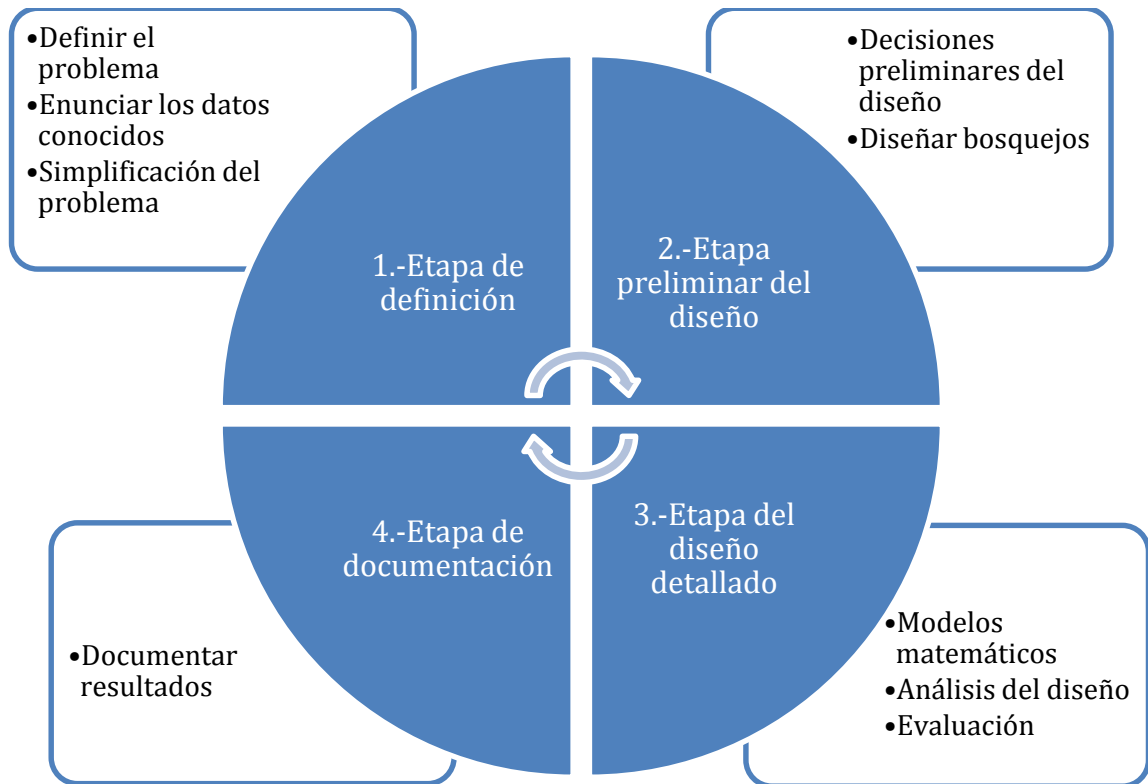 •Definir el
problema
•Enunciar los datos
conocidos
•Simplificación del
problema
•Decisiones
preliminares del
diseño
•Diseñar bosquejos
1.-Etapa de
definición
2.-Etapa
preliminar del
diseño
4.-Etapa de
documentación
3.-Etapa del
diseño
detallado
•Documentar
resultados
•Modelos
matemáticos
•Análisis del diseño
•Evaluación